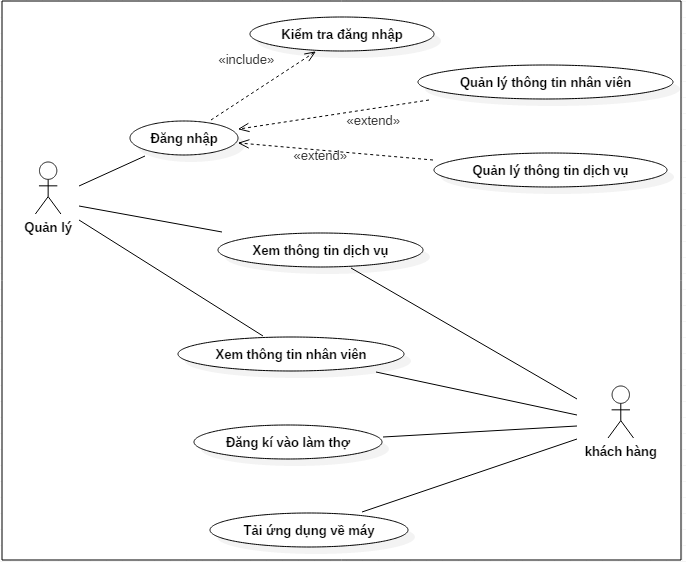 Kiểm tra đăng nhập
«include»
Quản lý thông tin nhân viên
«extend»
Đăng nhập
«extend»
Quản lý thông tin dịch vụ
Quản lý
Xem thông tin dịch vụ
Xem thông tin nhân viên
Đăng kí vào làm thợ
khách hàng
Tải ứng dụng về máy